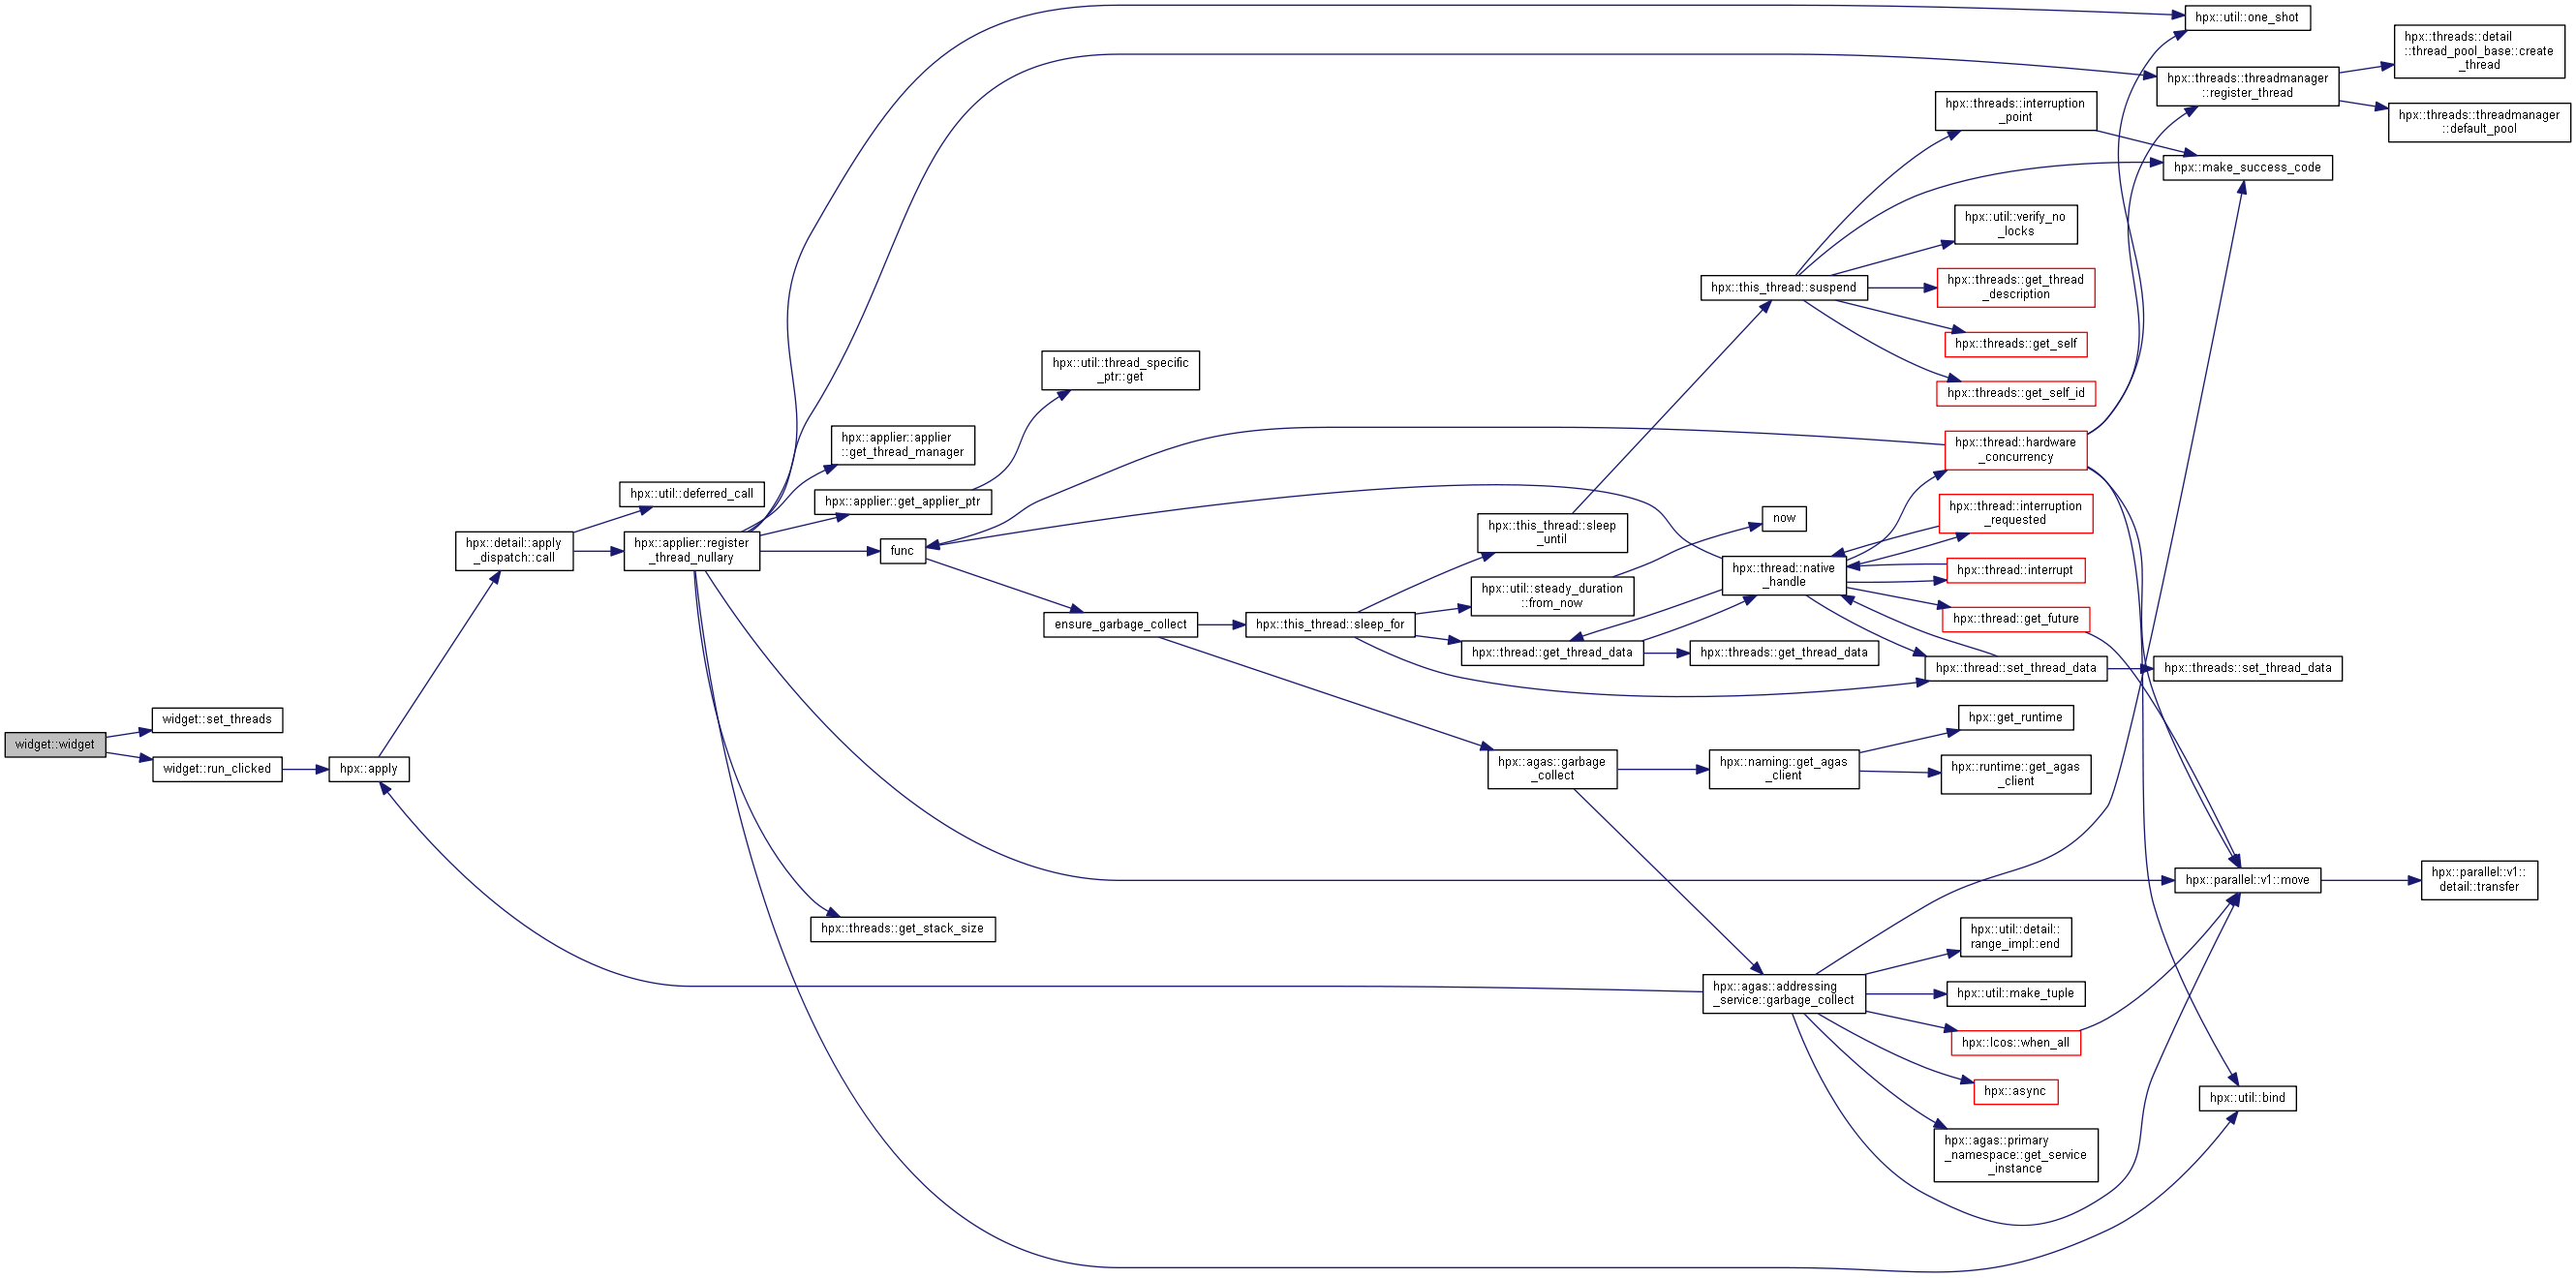 widget::widget
widget::set_threads
widget::run_clicked
hpx::apply
hpx::detail::apply
_dispatch::call
hpx::util::deferred_call
hpx::applier::register
_thread_nullary
hpx::applier::applier
::get_thread_manager
hpx::applier::get_applier_ptr
func
hpx::threads::get_stack_size
hpx::util::thread_specific
_ptr::get
ensure_garbage_collect
hpx::this_thread::sleep_for
hpx::this_thread::sleep
_until
hpx::util::steady_duration
::from_now
hpx::thread::get_thread_data
hpx::agas::garbage
_collect
hpx::this_thread::suspend
now
hpx::thread::native
_handle
hpx::threads::get_thread_data
hpx::naming::get_agas
_client
hpx::agas::addressing
_service::garbage_collect
hpx::threads::interruption
_point
hpx::util::verify_no
_locks
hpx::threads::get_thread
_description
hpx::threads::get_self
hpx::threads::get_self_id
hpx::thread::hardware
_concurrency
hpx::thread::interruption
_requested
hpx::thread::interrupt
hpx::thread::get_future
hpx::thread::set_thread_data
hpx::get_runtime
hpx::runtime::get_agas
_client
hpx::util::detail::
range_impl::end
hpx::util::make_tuple
hpx::lcos::when_all
hpx::async
hpx::agas::primary
_namespace::get_service
_instance
hpx::util::one_shot
hpx::threads::threadmanager
::register_thread
hpx::make_success_code
hpx::threads::set_thread_data
hpx::parallel::v1::move
hpx::util::bind
hpx::threads::detail
::thread_pool_base::create
_thread
hpx::threads::threadmanager
::default_pool
hpx::parallel::v1::
detail::transfer